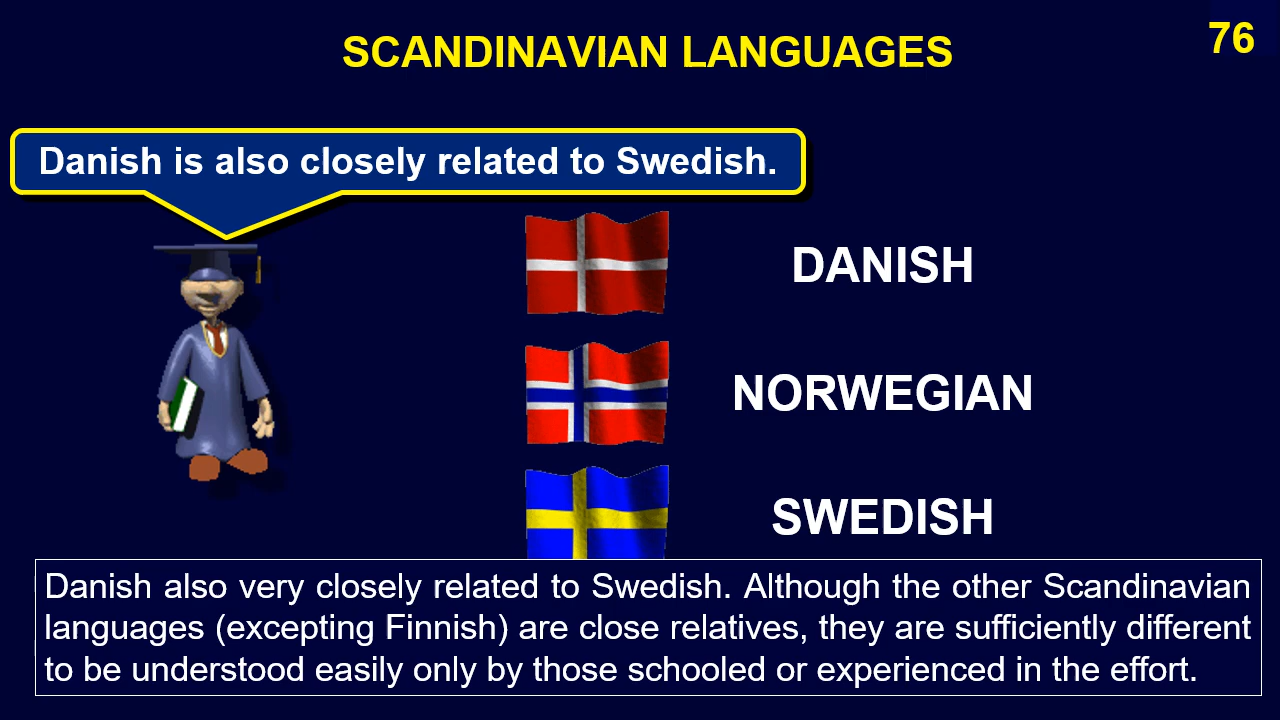 SCANDINAVIAN LANGUAGES
76
Danish is also closely related to Swedish.
DANISH
NORWEGIAN
SWEDISH
Danish also very closely related to Swedish. Although the other Scandinavian
languages (excepting Finnish) are close relatives, they are sufficiently different
to be understood easily only by those schooled or experienced in the effort.